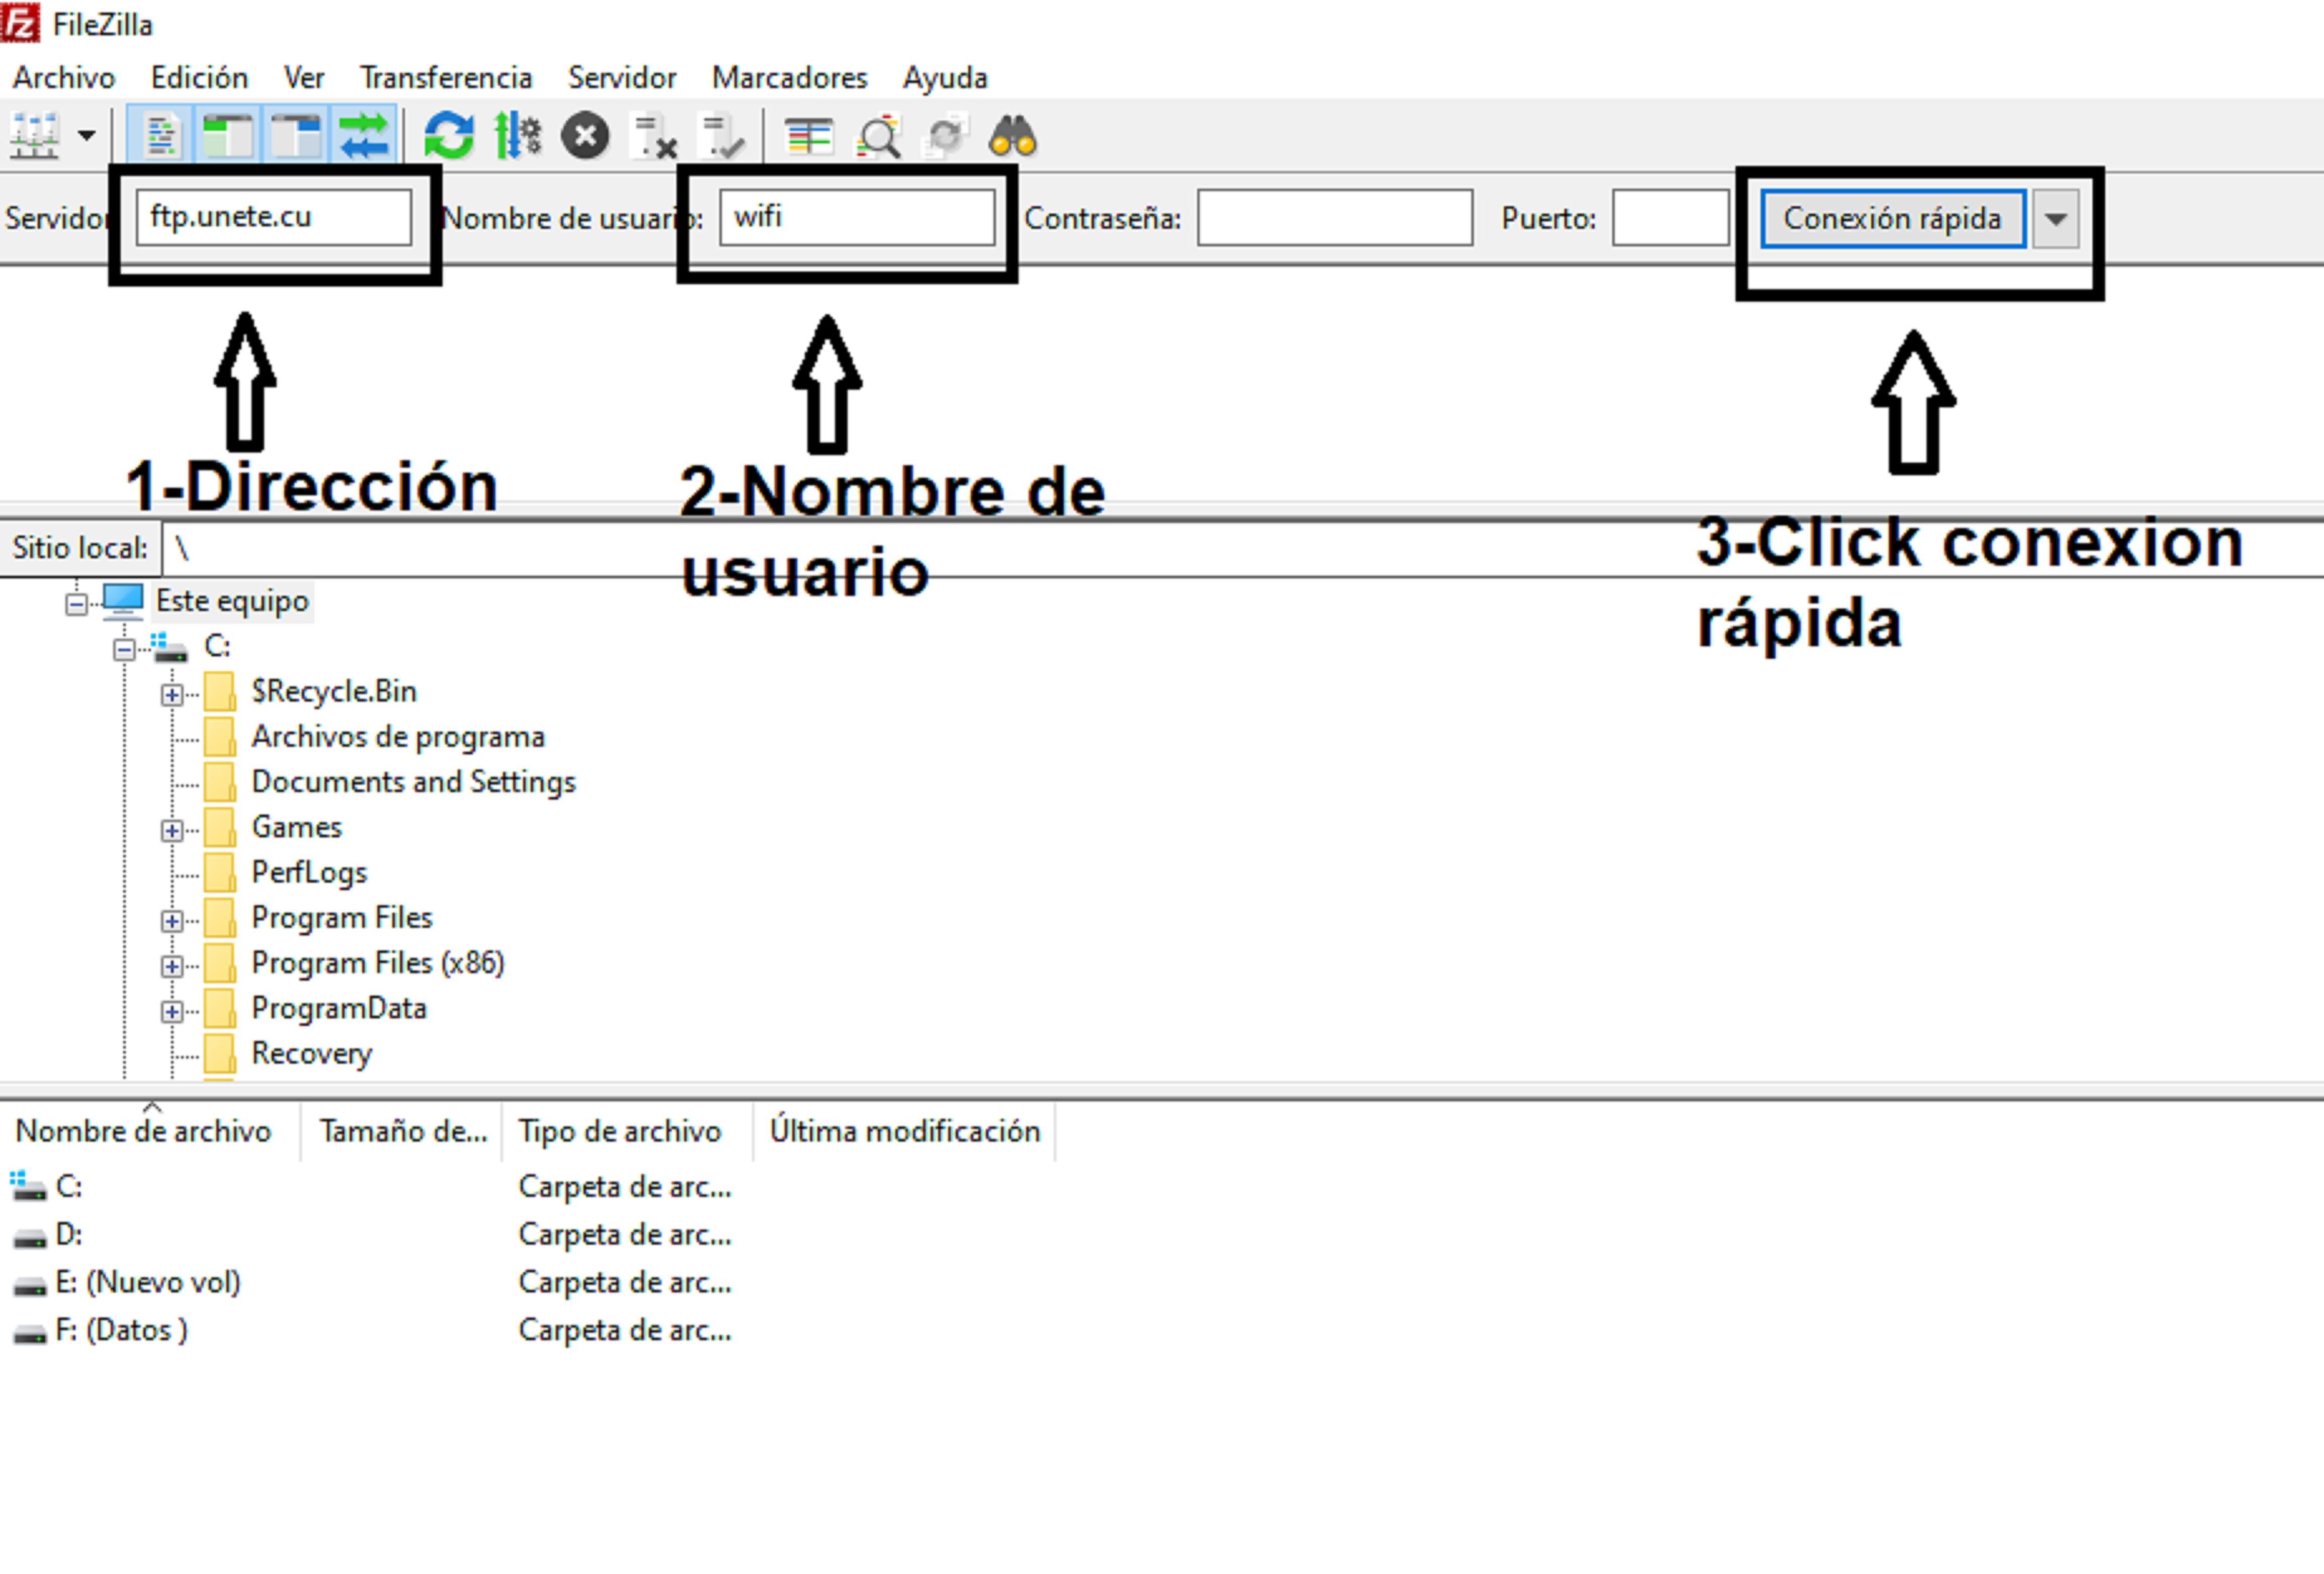 FileZilla
Archivo Edición Ver Transferencia Servidor Marcadores Ayuda
Servidor ftp.unete.cu Nombre de usuario: wifi Contraseña: Puerto: Conexión rápida
1-Dirección
2-Nombre de
usuario
3-Click conexion
rápida
Sitio local: \
Este equipo
C:
$Recycle.Bin
Archivos de programa
Documents and Settings
Games
PerfLogs
Program Files
Program Files (x86)
ProgramData
Recovery
Nombre de archivo Tamaño de... Tipo de archivo Última modificación
C: Carpeta de arc...
D: Carpeta de arc...
E: (Nuevo vol) Carpeta de arc...
F: (Datos ) Carpeta de arc...